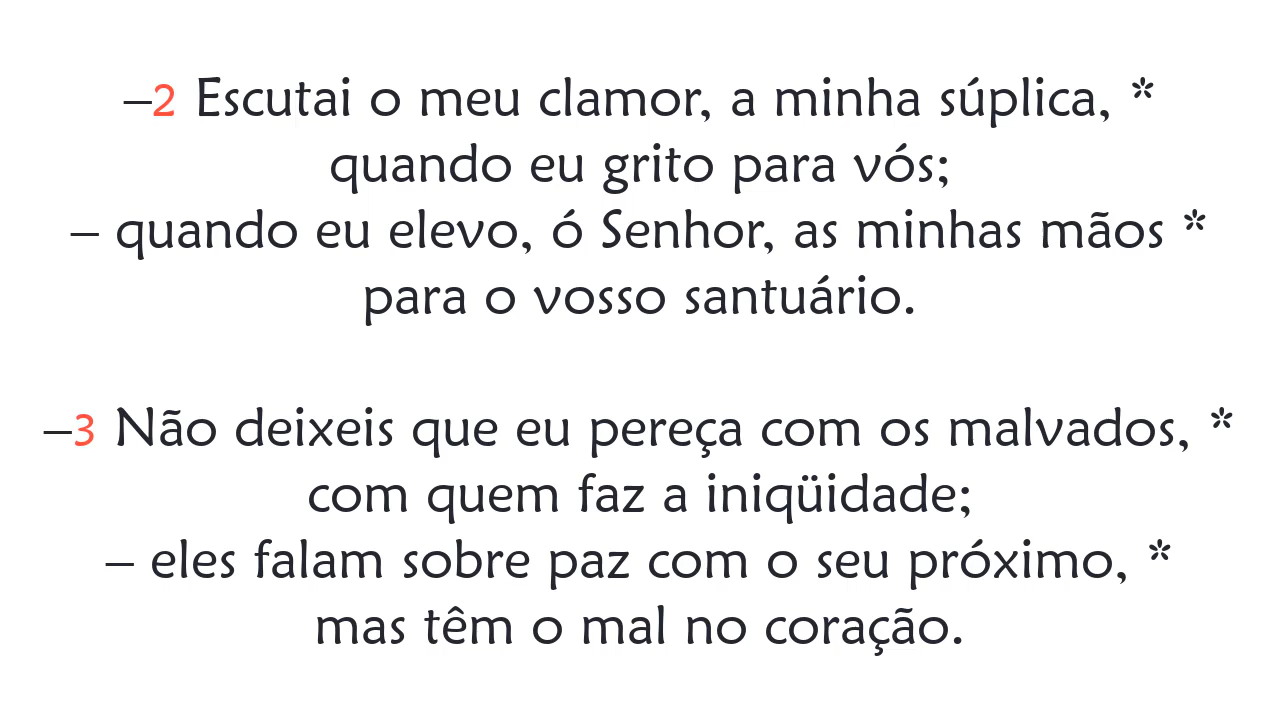 –2 Escutai o meu clamor, a minha súplica, *
quando eu grito para vós;
– quando eu elevo, ó Senhor, as minhas mãos *
para o vosso santuário.
–3 Não deixeis que eu pereça com os malvados, *
com quem faz a iniqüidade;
– eles falam sobre paz com o seu próximo, *
mas têm o mal no coração.